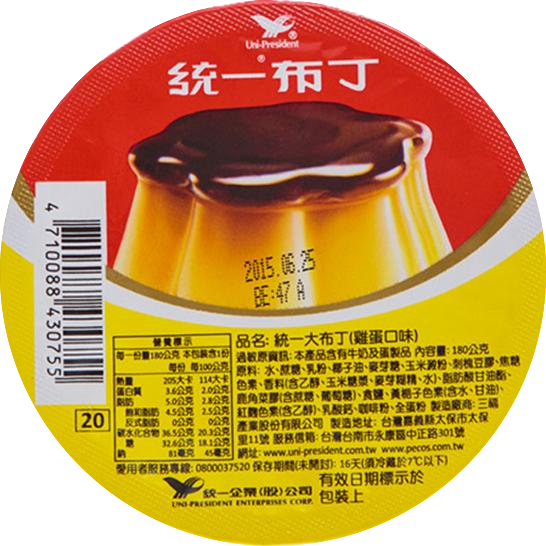 Uni-President®
統一®布丁
2015.06.25
BE:47 A
4 710088 430755
20
營養標示
每一份量180公克 本包裝含1份
每份 每100公克
熱量 205大卡 114大卡
蛋白質 3.6公克 2.0公克
脂肪 5.0公克 2.8公克
飽和脂肪 4.5公克 2.5公克
反式脂肪 0公克 0公克
碳水化合物 36.5公克 20.3公克
糖 32.6公克 18.1公克
鈉 81毫克 45毫克
品名: 統一大布丁(雞蛋口味)
過敏原資訊: 本產品含有牛奶及蛋製品 內容量: 180公克
原料: 水、蔗糖、乳粉、椰子油、麥芽糖、玉米澱粉、刺槐豆膠、焦糖
色素、香料(含乙醇、玉米糖漿、麥芽糊精、水)、脂肪酸甘油酯、
鹿角菜膠(含蔗糖、葡萄糖)、食鹽、黃梔子色素(含水、甘油)、
紅麴色素(含乙醇)、乳酸鈣、咖啡粉、全蛋粉 製造廠商: 三福
產業股份有限公司 製造地址: 台灣嘉義縣太保市太保
里11號 服務信箱: 台灣台南市永康區中正路301號
網址: www.uni-president.com.tw www.pecos.com.tw
愛用者服務專線: 0800037520 保存期間(未開封): 16天(須冷藏於7℃以下)
統一企業(股)公司
UNI-PRESIDENT ENTERPRISES CORP.
有效日期標示於
包裝上